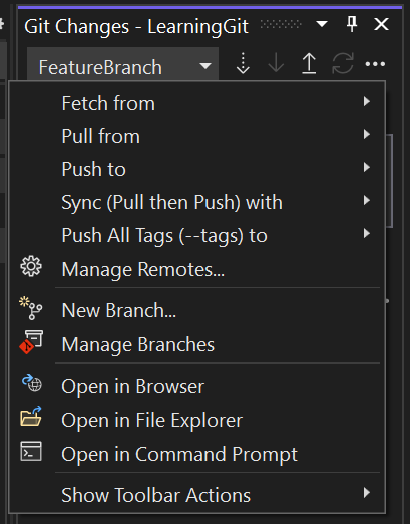 Git Changes - LearningGit
FeatureBranch
Fetch from
Pull from
Push to
Sync (Pull then Push) with
Push All Tags (--tags) to
Manage Remotes...
New Branch...
Manage Branches
Open in Browser
Open in File Explorer
Open in Command Prompt
Show Toolbar Actions